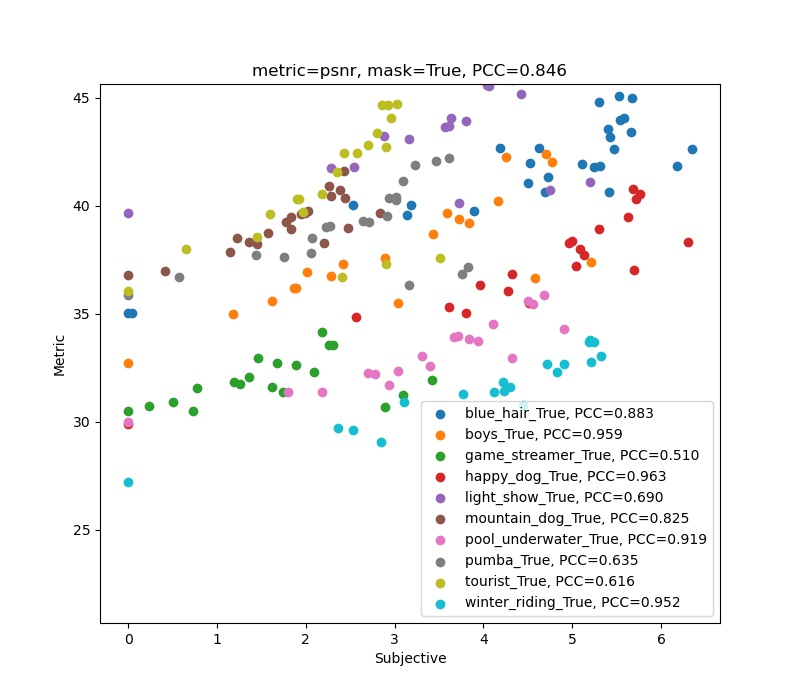 metric=psnr, mask=True, PCC=0.846
45
40
35
30
25
Metric
0 1 2 3 4 5 6
Subjective
blue_hair_True, PCC=0.883
boys_True, PCC=0.959
game_streamer_True, PCC=0.510
happy_dog_True, PCC=0.963
light_show_True, PCC=0.690
mountain_dog_True, PCC=0.825
pool_underwater_True, PCC=0.919
pumba_True, PCC=0.635
tourist_True, PCC=0.616
winter_riding_True, PCC=0.952